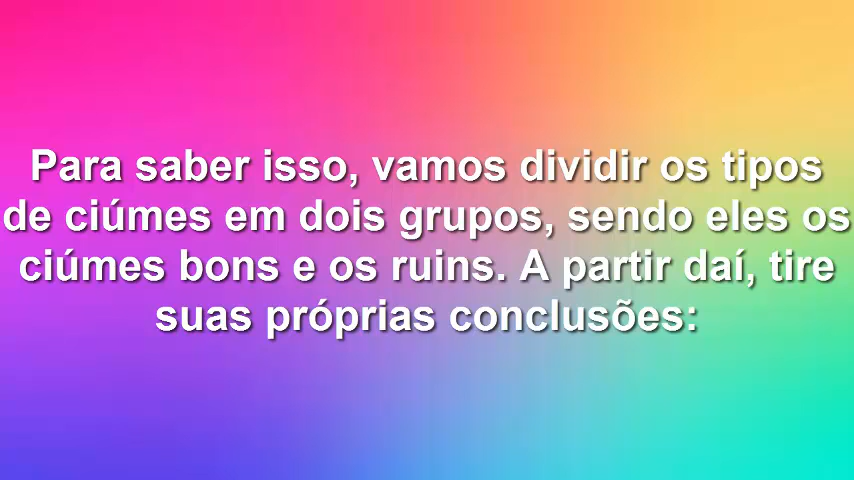 Para saber isso, vamos dividir os tipos
de ciúmes em dois grupos, sendo eles os
ciúmes bons e os ruins. A partir daí, tire
suas próprias conclusões: